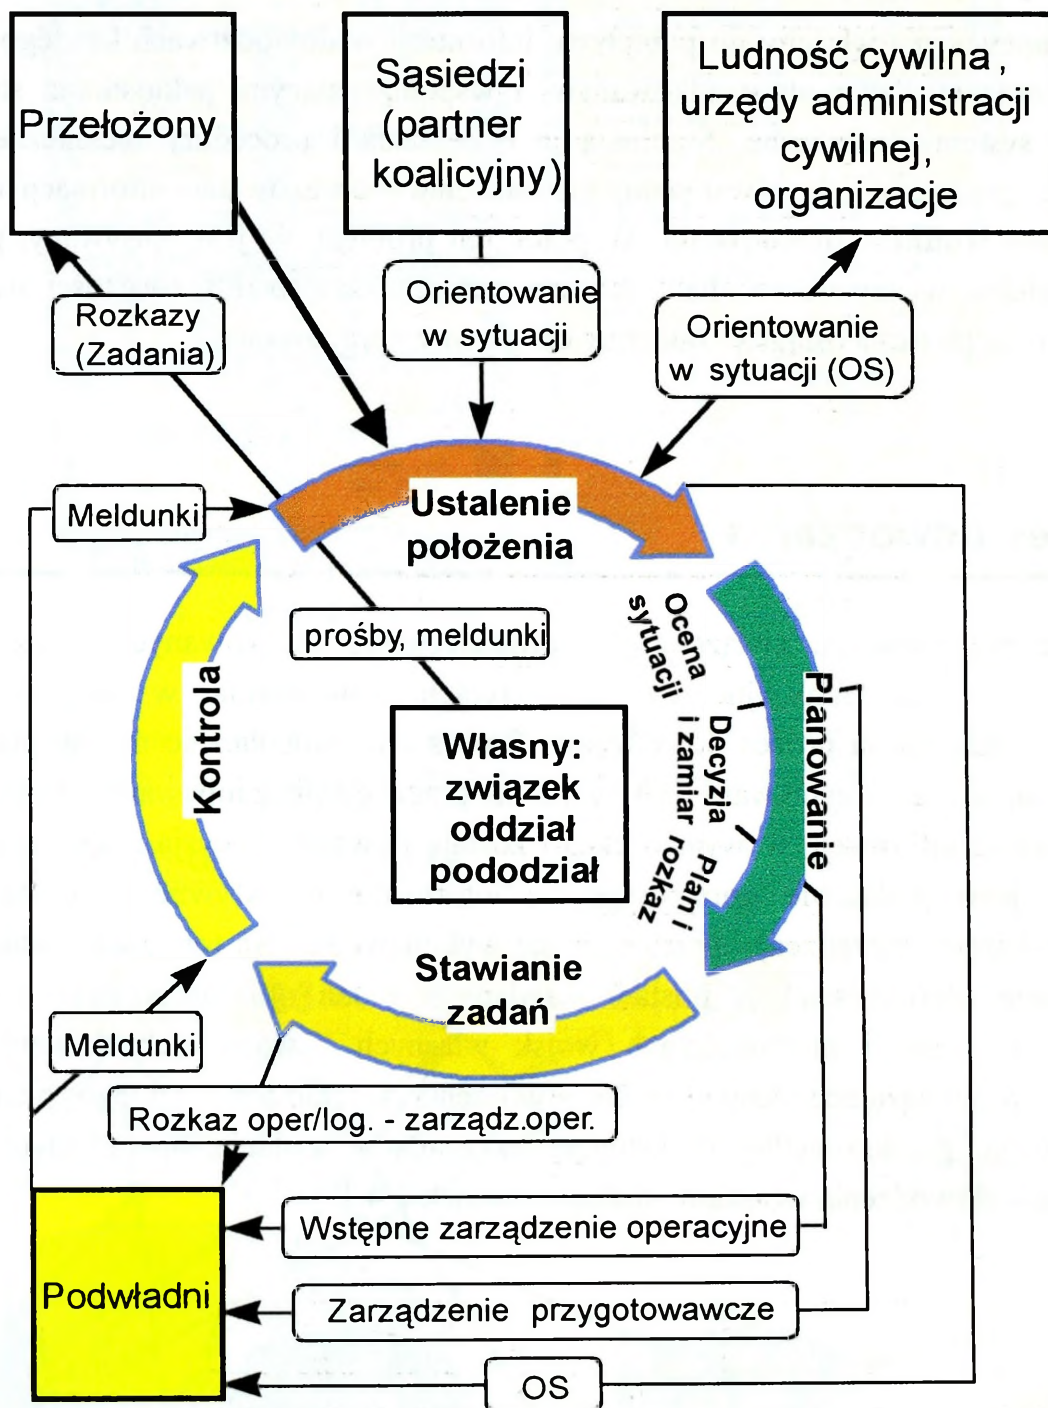 Przełożony
Sąsiedzi
(partner
koalicyjny)
Ludność cywilna ,
urzędy administracji
cywilnej,
organizacje
Rozkazy
(Zadania)
Orientowanie
w sytuacji
Orientowanie
w sytuacji (OS)
Meldunki
Ustalenie
położenia
prośby, meldunki
Ocena
sytuacji
Decyzja
i zamiar
Plan i
rozkaz
Planowanie
Kontrola
Własny:
związek
oddział
pododział
Stawianie
zadań
Meldunki
Rozkaz oper/log. - zarządz.oper.
Wstępne zarządzenie operacyjne
Podwładni
Zarządzenie przygotowawcze
OS